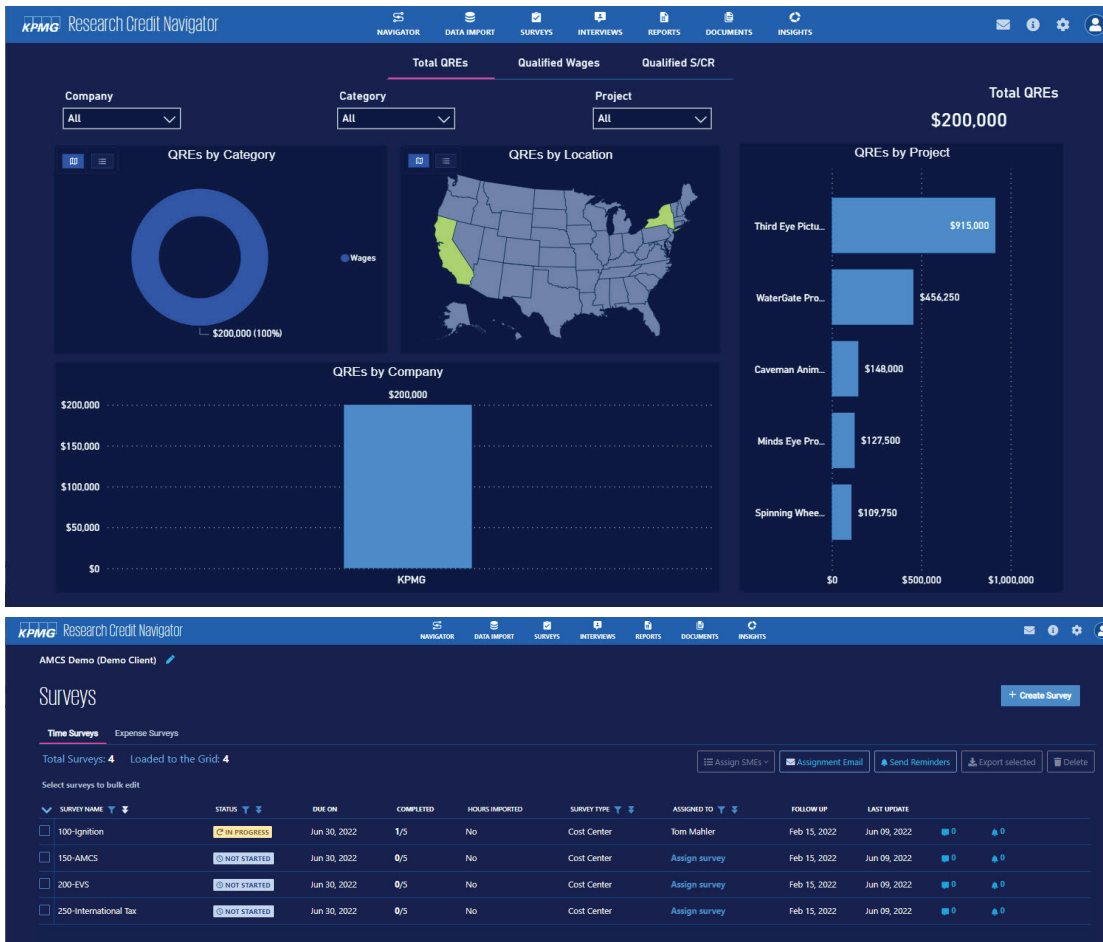 KPMG Research Credit Navigator
NAVIGATOR DATA IMPORT SURVEYS INTERVIEWS REPORTS DOCUMENTS INSIGHTS
Total QREs Qualified Wages Qualified S/CR
Company Category Project Total QREs
All All All $200,000
QREs by Category
Wages
$200,000 (100%)
QREs by Location
QREs by Project
Third Eye Pictu... $915,000
WaterGate Pro... $456,250
Caveman Anim... $148,000
Minds Eye Pro... $127,500
Spinning Whee... $109,750
$0 $500,000 $1,000,000
QREs by Company
$200,000
$200,000
$150,000
$100,000
$50,000
$0
KPMG
KPMG Research Credit Navigator
NAVIGATOR DATA IMPORT SURVEYS INTERVIEWS REPORTS DOCUMENTS INSIGHTS
AMCS Demo (Demo Client)
Surveys
+ Create Survey
Time Surveys Expense Surveys
Total Surveys: 4 Loaded to the Grid: 4
Assign SMEs Assignment Email Send Reminders Export selected Delete
Select surveys to bulk edit
SURVEY NAME STATUS DUE ON COMPLETED HOURS IMPORTED SURVEY TYPE ASSIGNED TO FOLLOW UP LAST UPDATE
100-Ignition IN PROGRESS Jun 30, 2022 1/5 No Cost Center Tom Mahler Feb 15, 2022 Jun 09, 2022 0 0
150-AMCS NOT STARTED Jun 30, 2022 0/5 No Cost Center Assign survey Feb 15, 2022 Jun 09, 2022 0 0
200-EVS NOT STARTED Jun 30, 2022 0/5 No Cost Center Assign survey Feb 15, 2022 Jun 09, 2022 0 0
250-International Tax NOT STARTED Jun 30, 2022 0/5 No Cost Center Assign survey Feb 15, 2022 Jun 09, 2022 0 0